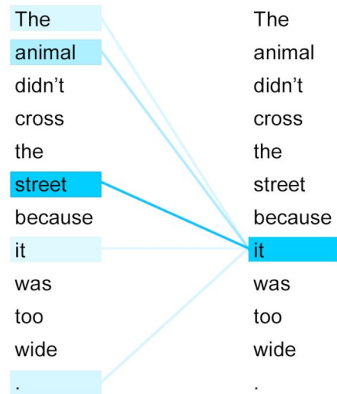 The
animal
didn't
cross
the
street
because
it
was
too
wide
.
The
animal
didn't
cross
the
street
because
it
was
too
wide
.